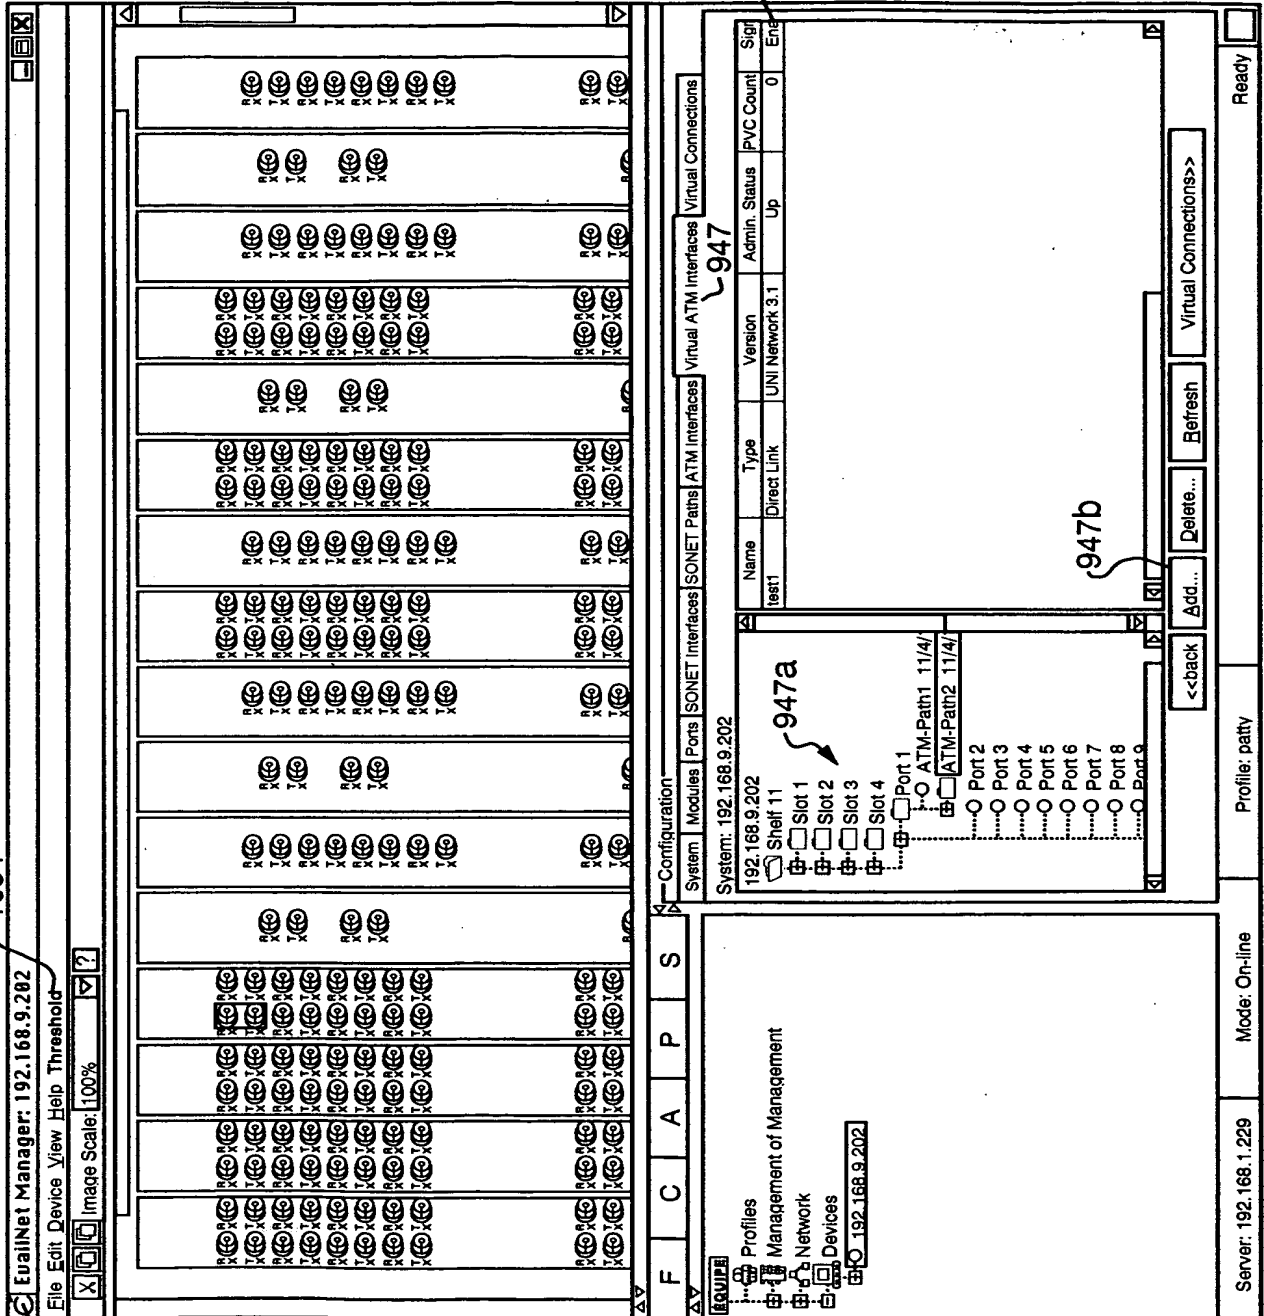 EuailNet Manager: 192.168.9.202
File Edit Device View Help Threshold
Image Scale: 100% ?
F C A P S
EQUIPE
Profiles
Management of Management
Network
Devices
192.168.9.202
Configuration
System Modules Ports SONET Interfaces SONET Paths ATM Interfaces Virtual ATM Interfaces Virtual Connections
947
System: 192.168.9.202
192.168.9.202
Shelf 11
947a
Slot 1
Slot 2
Slot 3
Slot 4
Port 1
ATM-Path1 11/4/
ATM-Path2 11/4/
Port 2
Port 3
Port 4
Port 5
Port 6
Port 7
Port 8
Port 9
Name Type Version Admin. Status PVC Count Sigr
test1 Direct Link UNI Network 3.1 Up 0 Ene
947b
<<back Add... Delete... Refresh Virtual Connections>>
Server: 192.168.1.229 Mode: On-line Profile: patty Ready